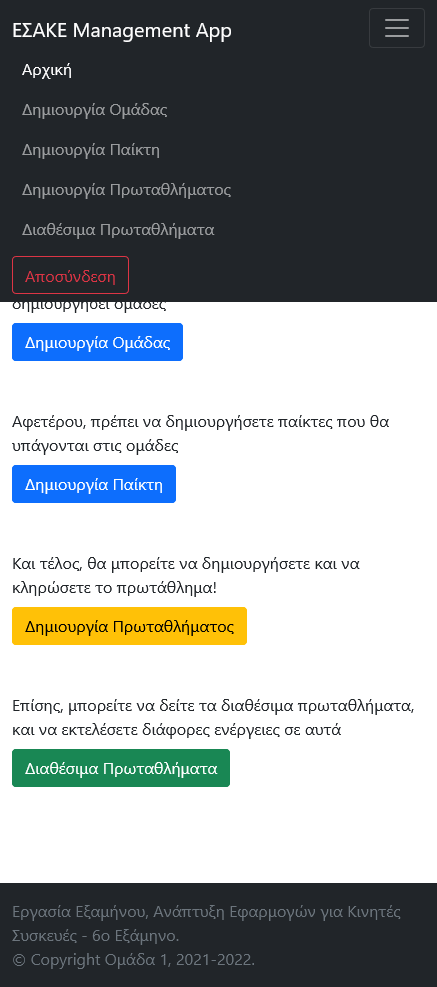 ΕΣΑΚΕ Management App
Αρχική
Δημιουργία Ομάδας
Δημιουργία Παίκτη
Δημιουργία Πρωταθλήματος
Διαθέσιμα Πρωταθλήματα
Αποσύνδεση
δημιουργήσει ομάδες
Δημιουργία Ομάδας
Αφετέρου, πρέπει να δημιουργήσετε παίκτες που θα
υπάγονται στις ομάδες
Δημιουργία Παίκτη
Και τέλος, θα μπορείτε να δημιουργήσετε και να
κληρώσετε το πρωτάθλημα!
Δημιουργία Πρωταθλήματος
Επίσης, μπορείτε να δείτε τα διαθέσιμα πρωταθλήματα,
και να εκτελέσετε διάφορες ενέργειες σε αυτά
Διαθέσιμα Πρωταθλήματα
Εργασία Εξαμήνου, Ανάπτυξη Εφαρμογών για Κινητές
Συσκευές - 6ο Εξάμηνο.
© Copyright Ομάδα 1, 2021-2022.